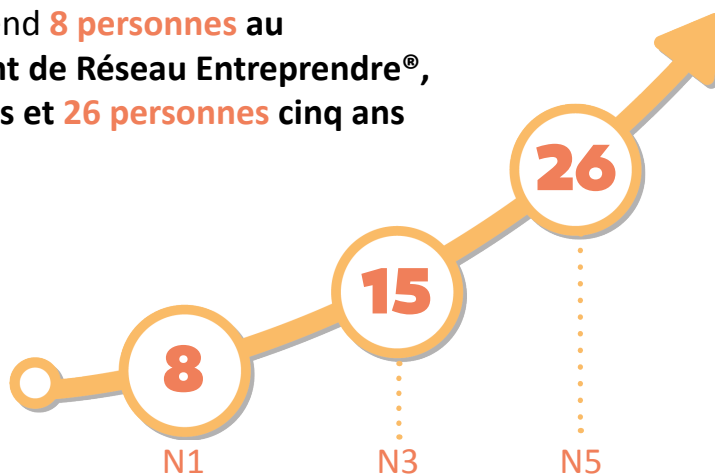 nd 8 personnes au
nt de Réseau Entreprendre®,
s et 26 personnes cinq ans
26
15
8
N1 N3 N5